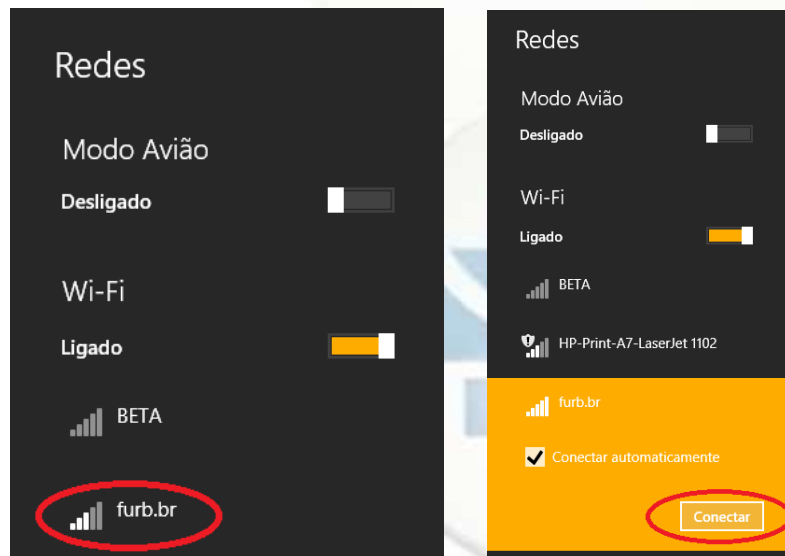 Redes
Modo Avião
Desligado
Wi-Fi
Ligado
BETA
furb.br
Redes
Modo Avião
Desligado
Wi-Fi
Ligado
BETA
HP-Print-A7-LaserJet 1102
furb.br
Conectar automaticamente
Conectar